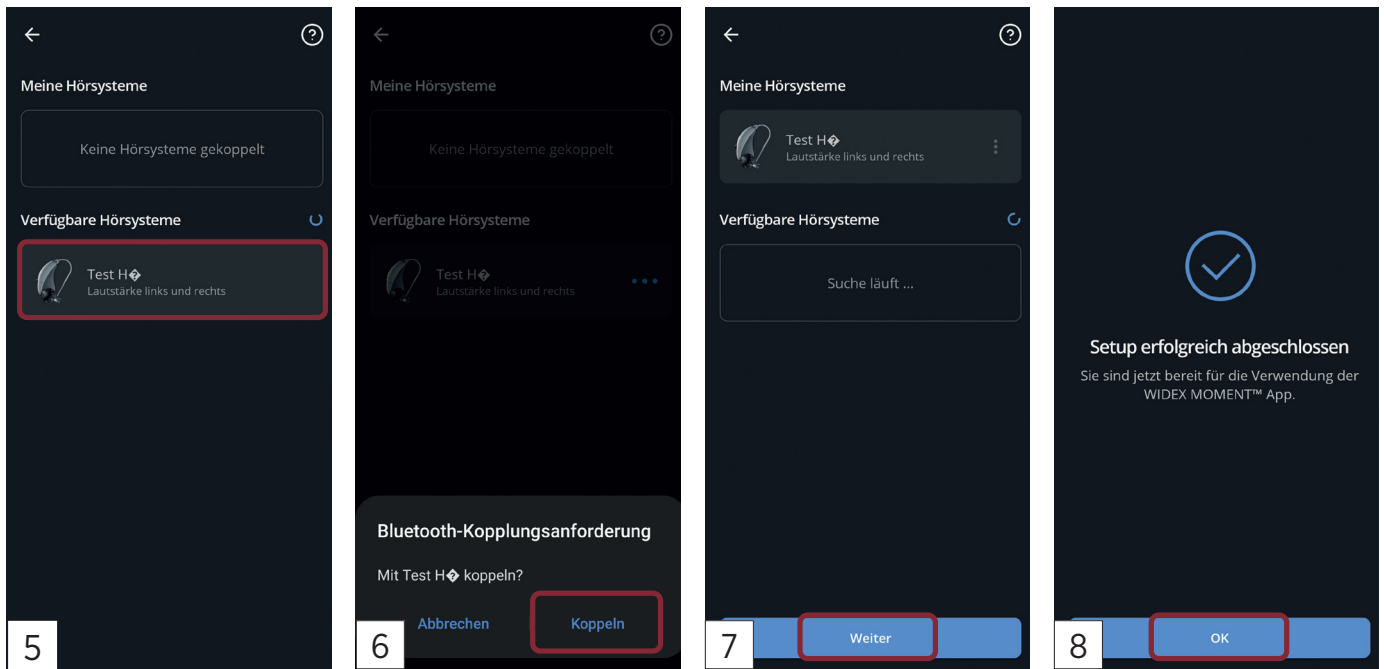 Meine Hörsysteme
Keine Hörsysteme gekoppelt
Verfügbare Hörsysteme
Test H�
Lautstärke links und rechts
5
Meine Hörsysteme
Keine Hörsysteme gekoppelt
Verfügbare Hörsysteme
Test H�
Lautstärke links und rechts
Bluetooth-Kopplungsanforderung
Mit Test H� koppeln?
Abbrechen
Koppeln
6
Meine Hörsysteme
Test H�
Lautstärke links und rechts
Verfügbare Hörsysteme
Suche läuft ...
Weiter
7
Setup erfolgreich abgeschlossen
Sie sind jetzt bereit für die Verwendung der
WIDEX MOMENT™ App.
OK
8